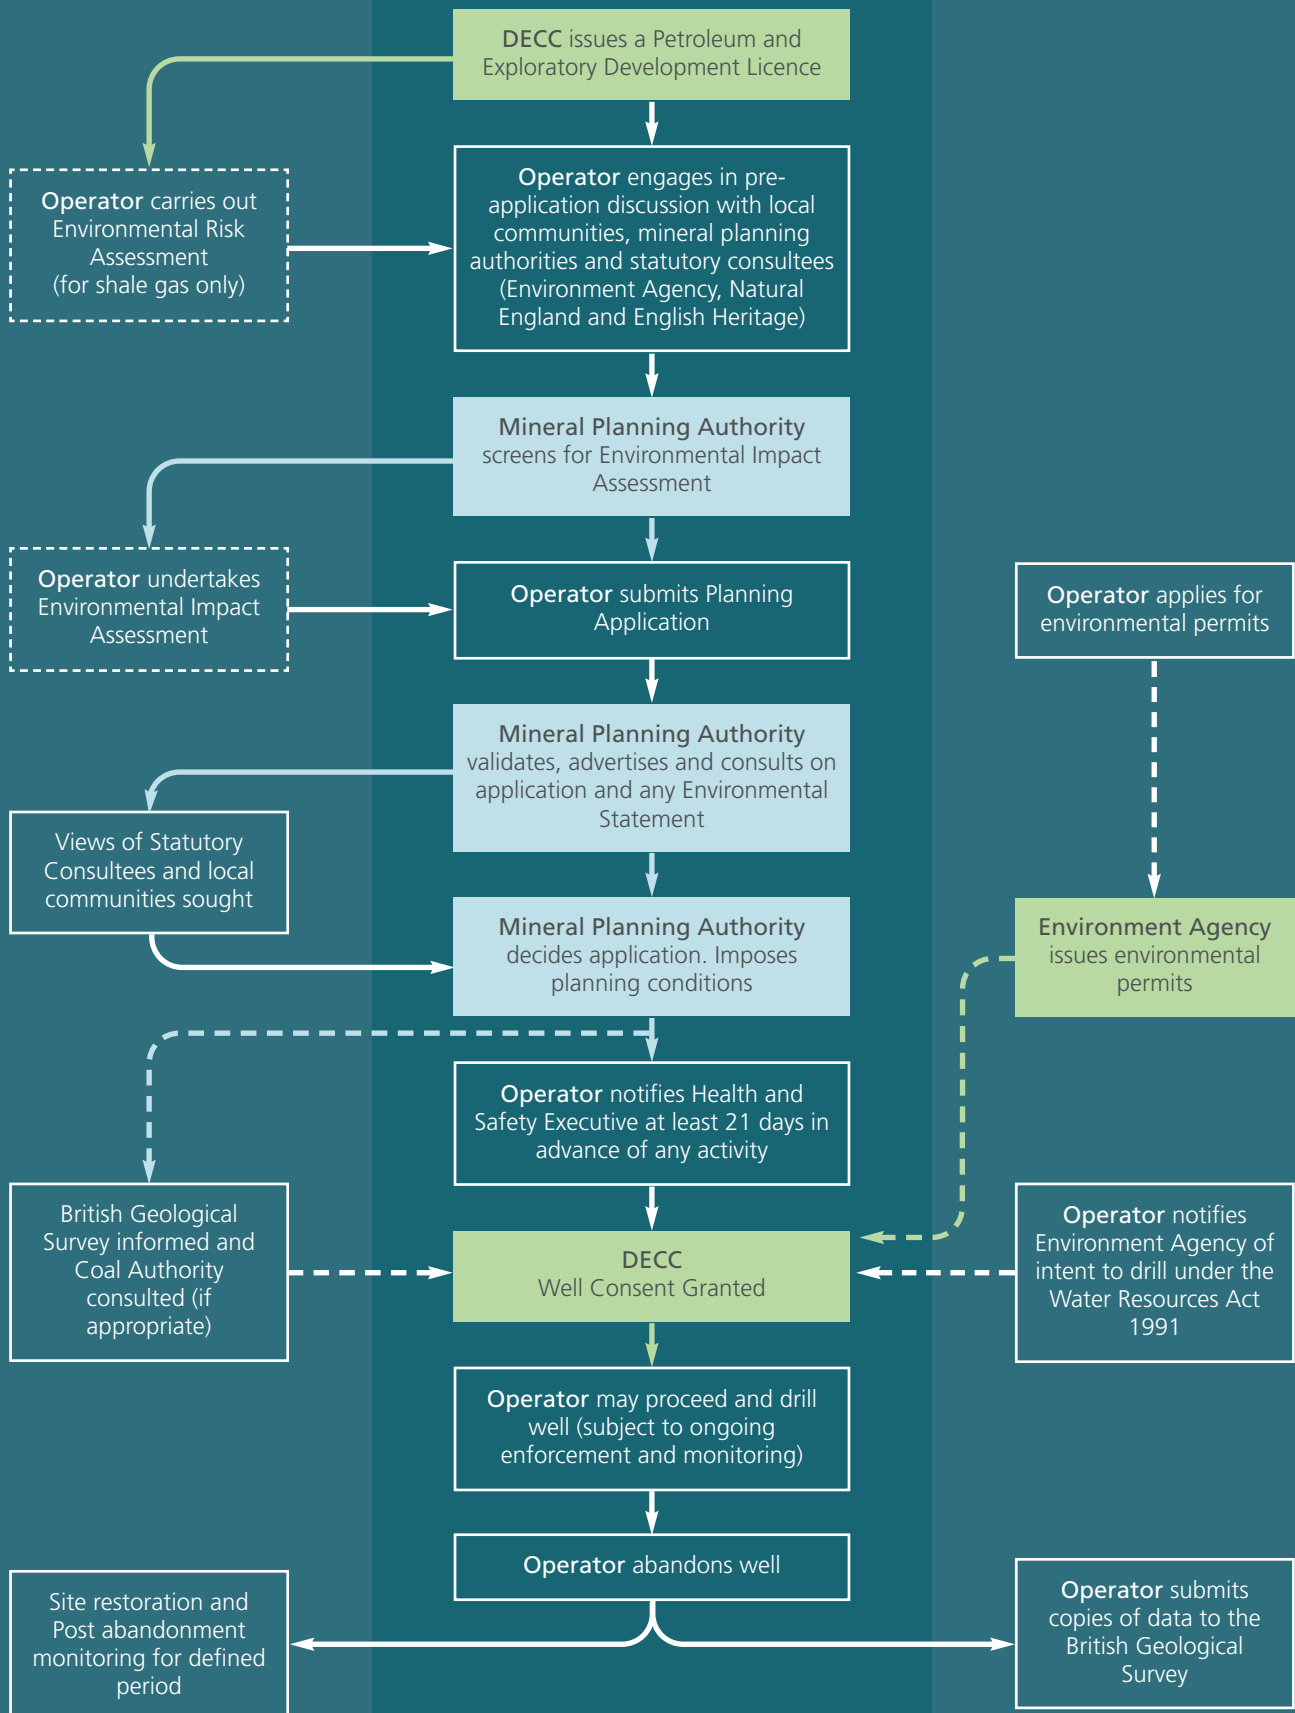 DECC issues a Petroleum and
Exploratory Development Licence
Operator carries out
Environmental Risk
Assessment
(for shale gas only)
Operator engages in pre-
application discussion with local
communities, mineral planning
authorities and statutory consultees
(Environment Agency, Natural
England and English Heritage)
Mineral Planning Authority
screens for Environmental Impact
Assessment
Operator undertakes
Environmental Impact
Assessment
Operator submits Planning
Application
Operator applies for
environmental permits
Mineral Planning Authority
validates, advertises and consults on
application and any Environmental
Statement
Views of Statutory
Consultees and local
communities sought
Mineral Planning Authority
decides application. Imposes
planning conditions
Environment Agency
issues environmental
permits
Operator notifies Health and
Safety Executive at least 21 days in
advance of any activity
British Geological
Survey informed and
Coal Authority
consulted (if
appropriate)
DECC
Well Consent Granted
Operator notifies
Environment Agency of
intent to drill under the
Water Resources Act
1991
Operator may proceed and drill
well (subject to ongoing
enforcement and monitoring)
Operator abandons well
Site restoration and
Post abandonment
monitoring for defined
period
Operator submits
copies of data to the
British Geological
Survey